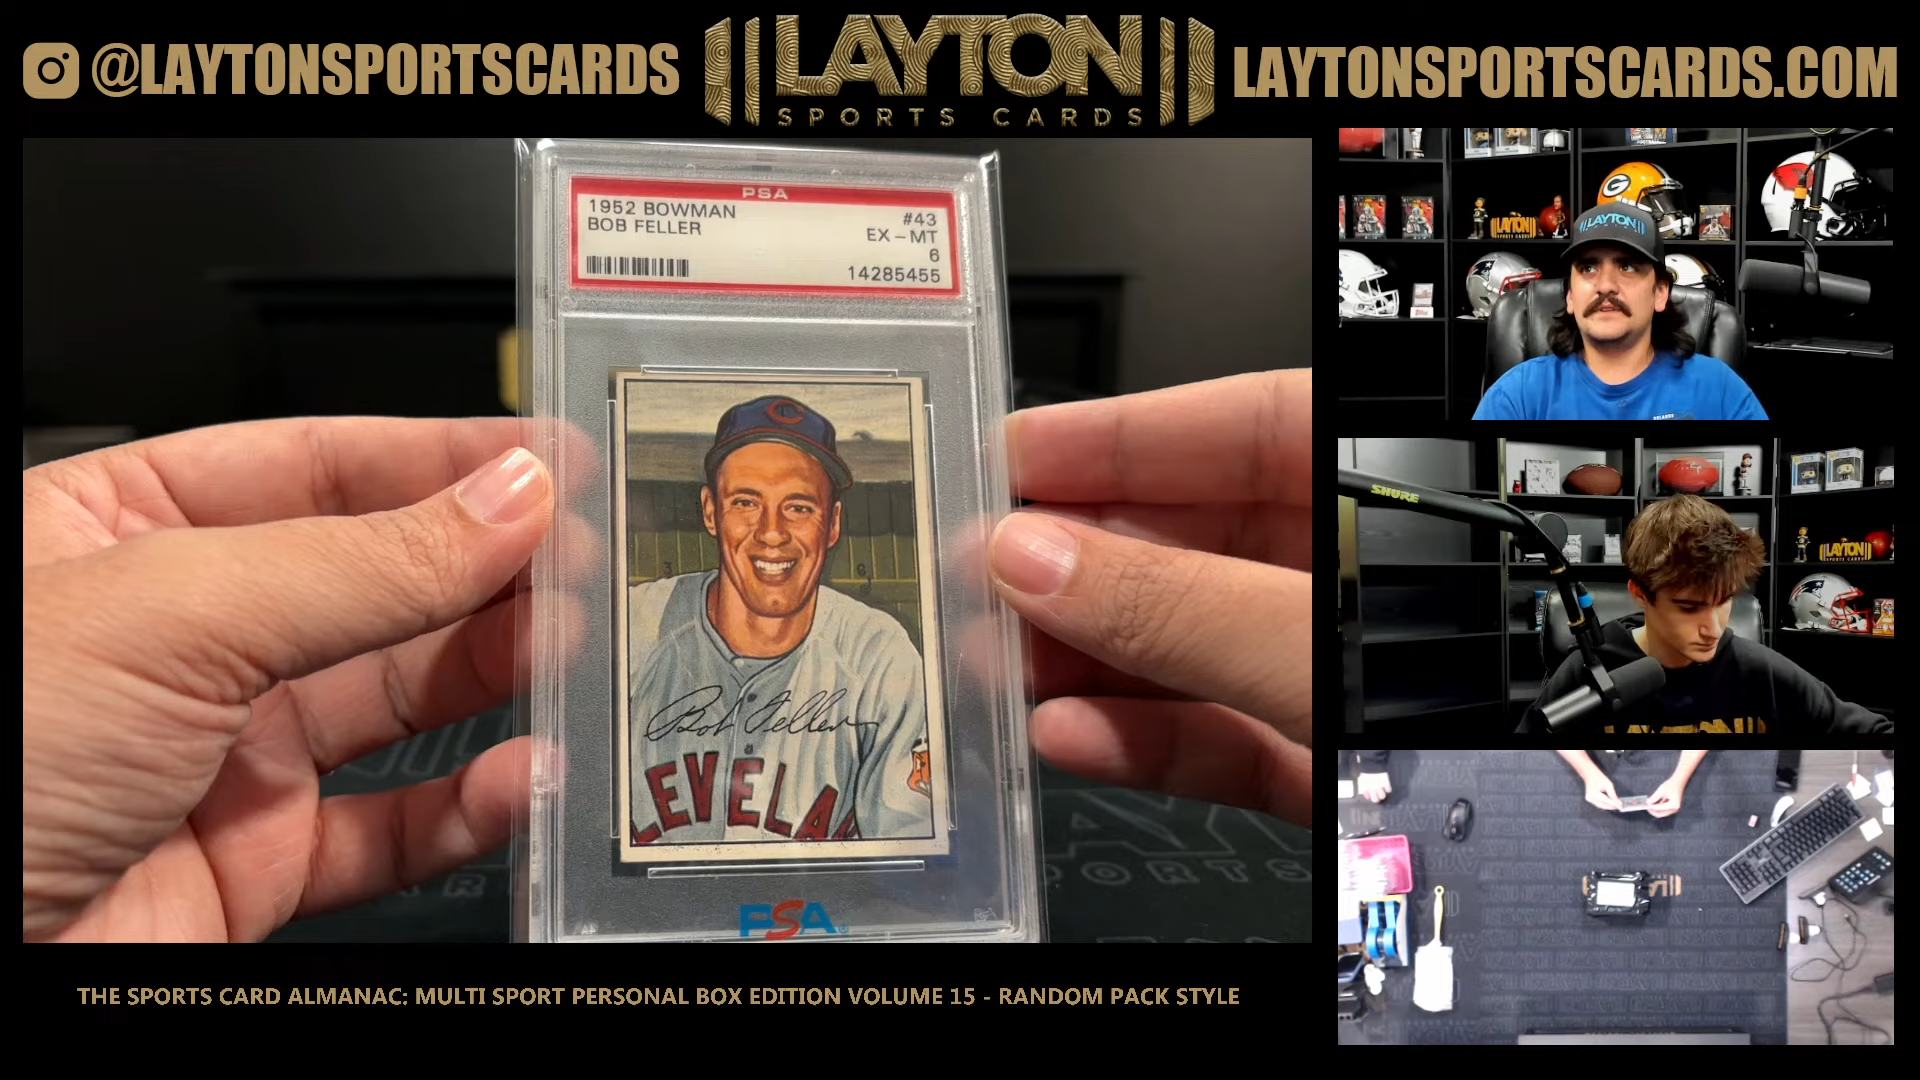 @LAYTONSPORTSCARDS
LAYTON
SPORTS CARDS
LAYTONSPORTSCARDS.COM
PSA
1952 BOWMAN #43
BOB FELLER EX-MT
6
14285455
Bob Feller
LEVELA
PSA
LAYTON
SHURE
LAYTON
THE SPORTS CARD ALMANAC: MULTI SPORT PERSONAL BOX EDITION VOLUME 15 - RANDOM PACK STYLE